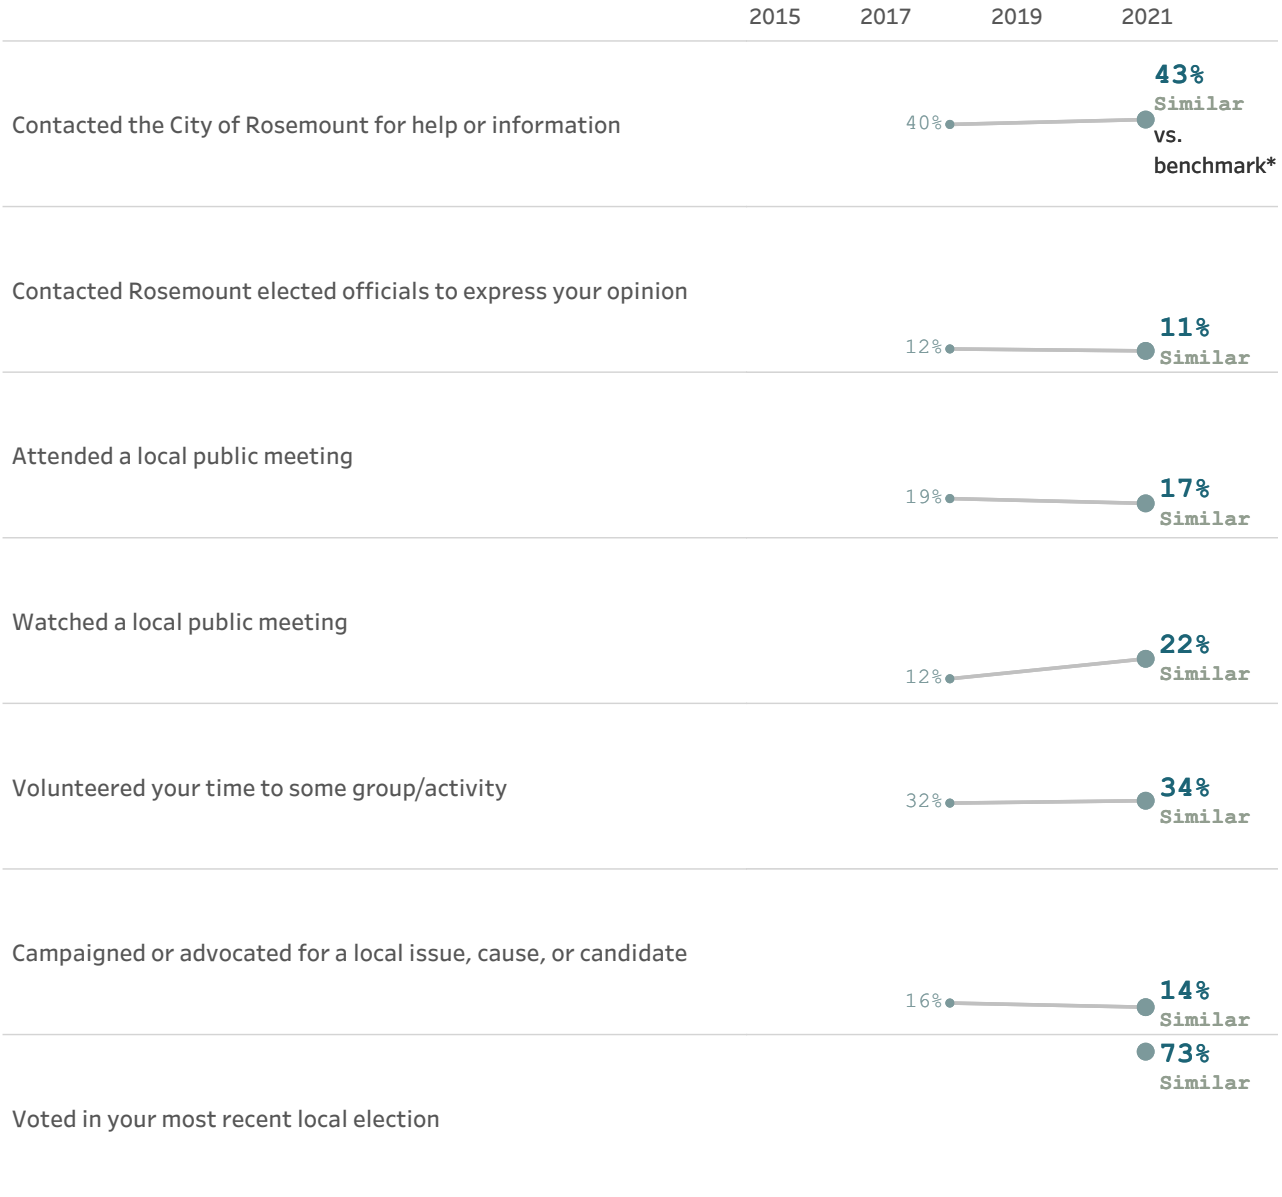 2015 2017 2019 2021
43%
Similar
Contacted the City of Rosemount for help or information 40%
vs.
benchmark*
Contacted Rosemount elected officials to express your opinion
11%
12%
Similar
Attended a local public meeting
17%
19%
Similar
Watched a local public meeting
22%
12%
Similar
Volunteered your time to some group/activity 34%
32%
Similar
Campaigned or advocated for a local issue, cause, or candidate
14%
16%
Similar
73%
Similar
Voted in your most recent local election